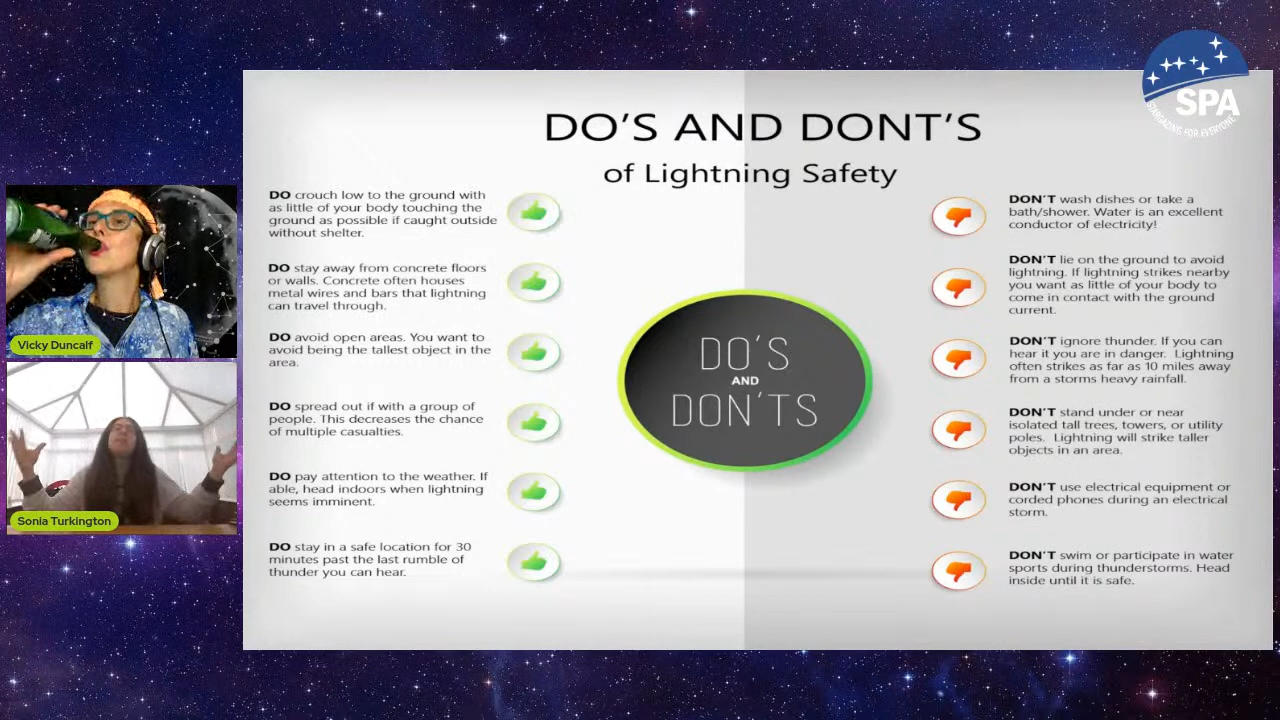 SPA
STARGAZING FOR EVERYONE
DO'S AND DONT'S
of Lightning Safety
DO crouch low to the ground with
as little of your body touching the
ground as possible if caught outside
without shelter.
DO stay away from concrete floors
or walls. Concrete often houses
metal wires and bars that lightning
can travel through.
DO avoid open areas. You want to
avoid being the tallest object in the
area.
DO spread out if with a group of
people. This decreases the chance
of multiple casualties.
DO pay attention to the weather. If
able, head indoors when lightning
seems imminent.
DO stay in a safe location for 30
minutes past the last rumble of
thunder you can hear.
DO'S
AND
DON'TS
DON'T wash dishes or take a
bath/shower. Water is an excellent
conductor of electricity!
DON'T lie on the ground to avoid
lightning. If lightning strikes nearby
you want as little of your body to
come in contact with the ground
current.
DON'T ignore thunder. If you can
hear it you are in danger. Lightning
often strikes as far as 10 miles away
from a storms heavy rainfall.
DON'T stand under or near
isolated tall trees, towers, or utility
poles. Lightning will strike taller
objects in an area.
DON'T use electrical equipment or
corded phones during an electrical
storm.
DON'T swim or participate in water
sports during thunderstorms. Head
inside until it is safe.
Vicky Duncalf
Sonia Turkington